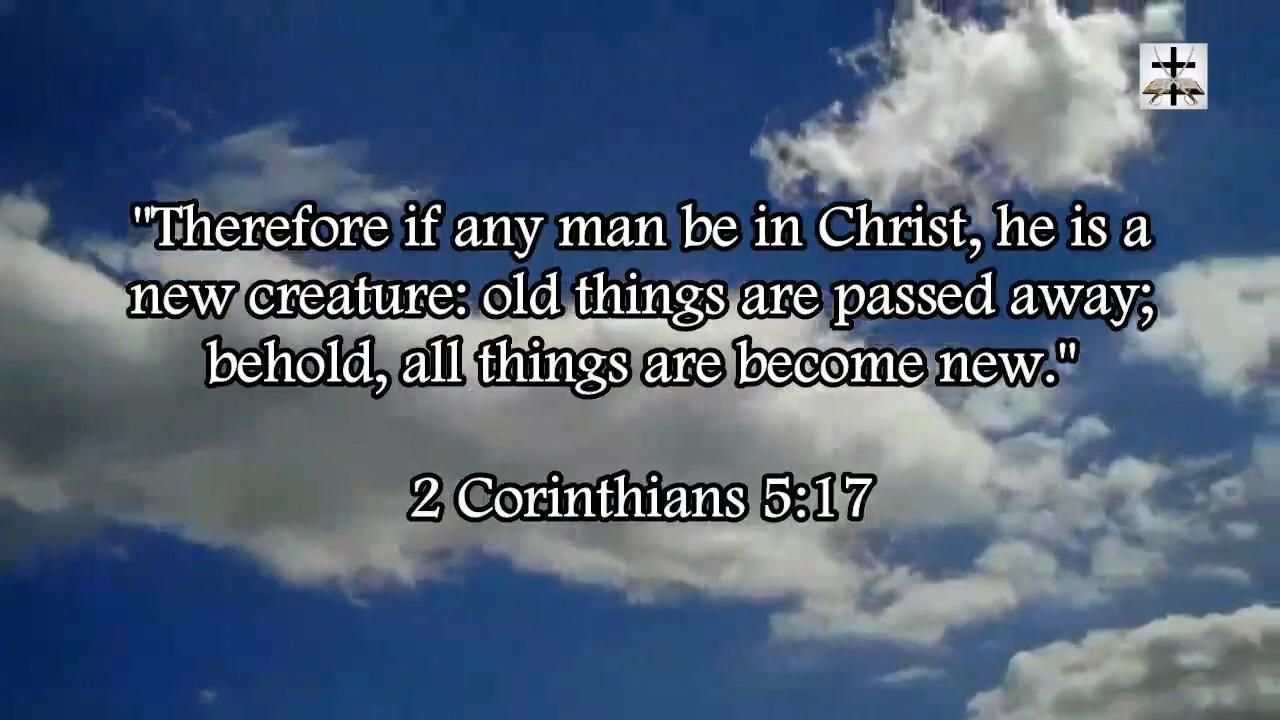 "Therefore if any man be in Christ, he is a
new creature: old things are passed away;
behold, all things are become new."
2 Corinthians 5:17